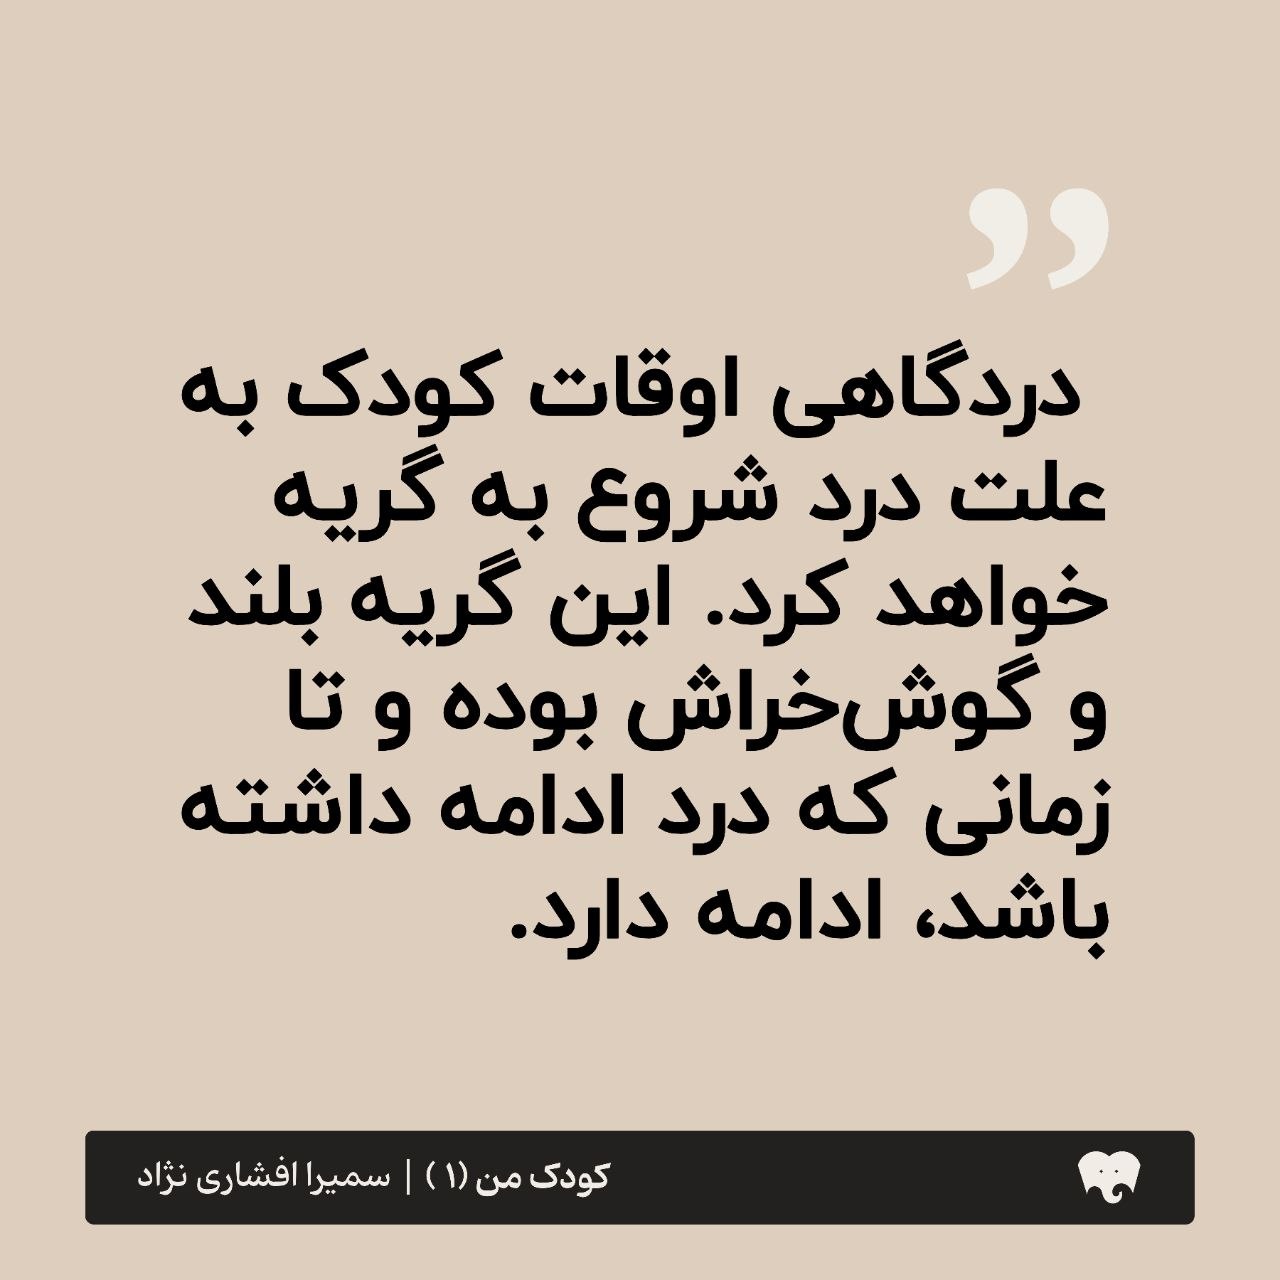 ”
دردگاهی اوقات کودک به
علت درد شروع به گریه
خواهد کرد. این گریه بلند
و گوش‌خراش بوده و تا
زمانی که درد ادامه داشته
باشد، ادامه دارد.
کودک من (۱) | سمیرا افشاری نژاد